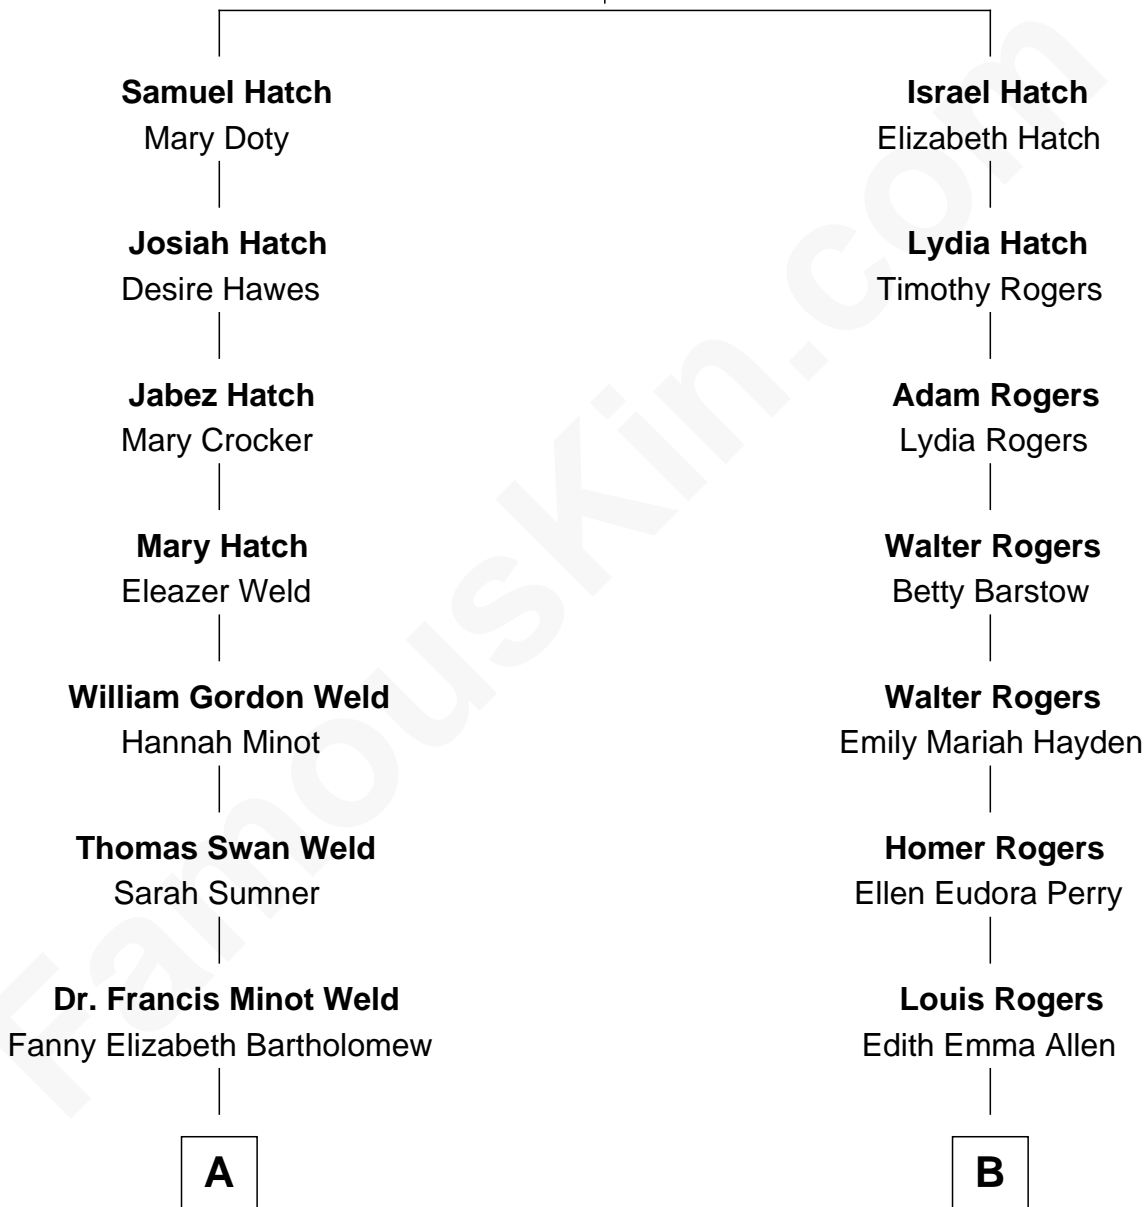 Samuel Hatch
Mary Doty
Josiah Hatch
Desire Hawes
Jabez Hatch
Mary Crocker
Mary Hatch
Eleazer Weld
William Gordon Weld
Hannah Minot
Thomas Swan Weld
Sarah Sumner
Dr. Francis Minot Weld
Fanny Elizabeth Bartholomew
A
Israel Hatch
Elizabeth Hatch
Lydia Hatch
Timothy Rogers
Adam Rogers
Lydia Rogers
Walter Rogers
Betty Barstow
Walter Rogers
Emily Mariah Hayden
Homer Rogers
Ellen Eudora Perry
Louis Rogers
Edith Emma Allen
B
FamousKin.com